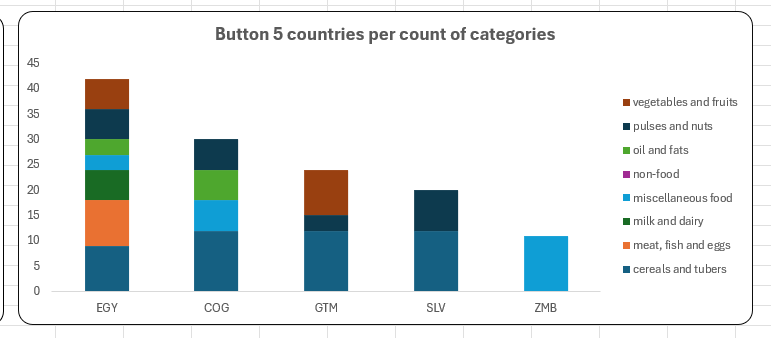 Button 5 countries per count of categories
45
40
35
30
25
20
15
10
5
0
EGY COG GTM SLV ZMB
vegetables and fruits
pulses and nuts
oil and fats
non-food
miscellaneous food
milk and dairy
meat, fish and eggs
cereals and tubers